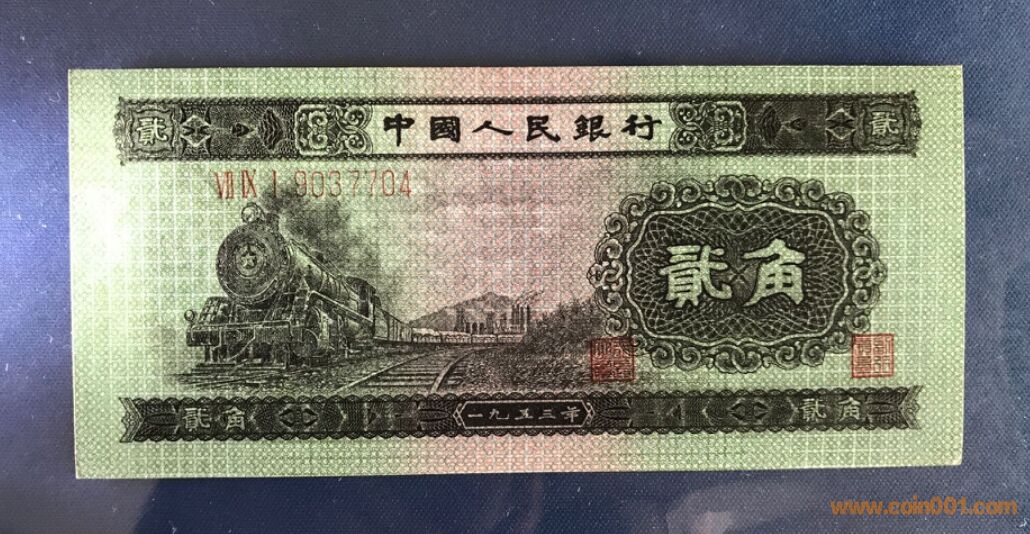 貳 中國人民銀行 貳
VII IX I 9037704
貳角
貳角 一九五三年 貳角
www.coin001.com